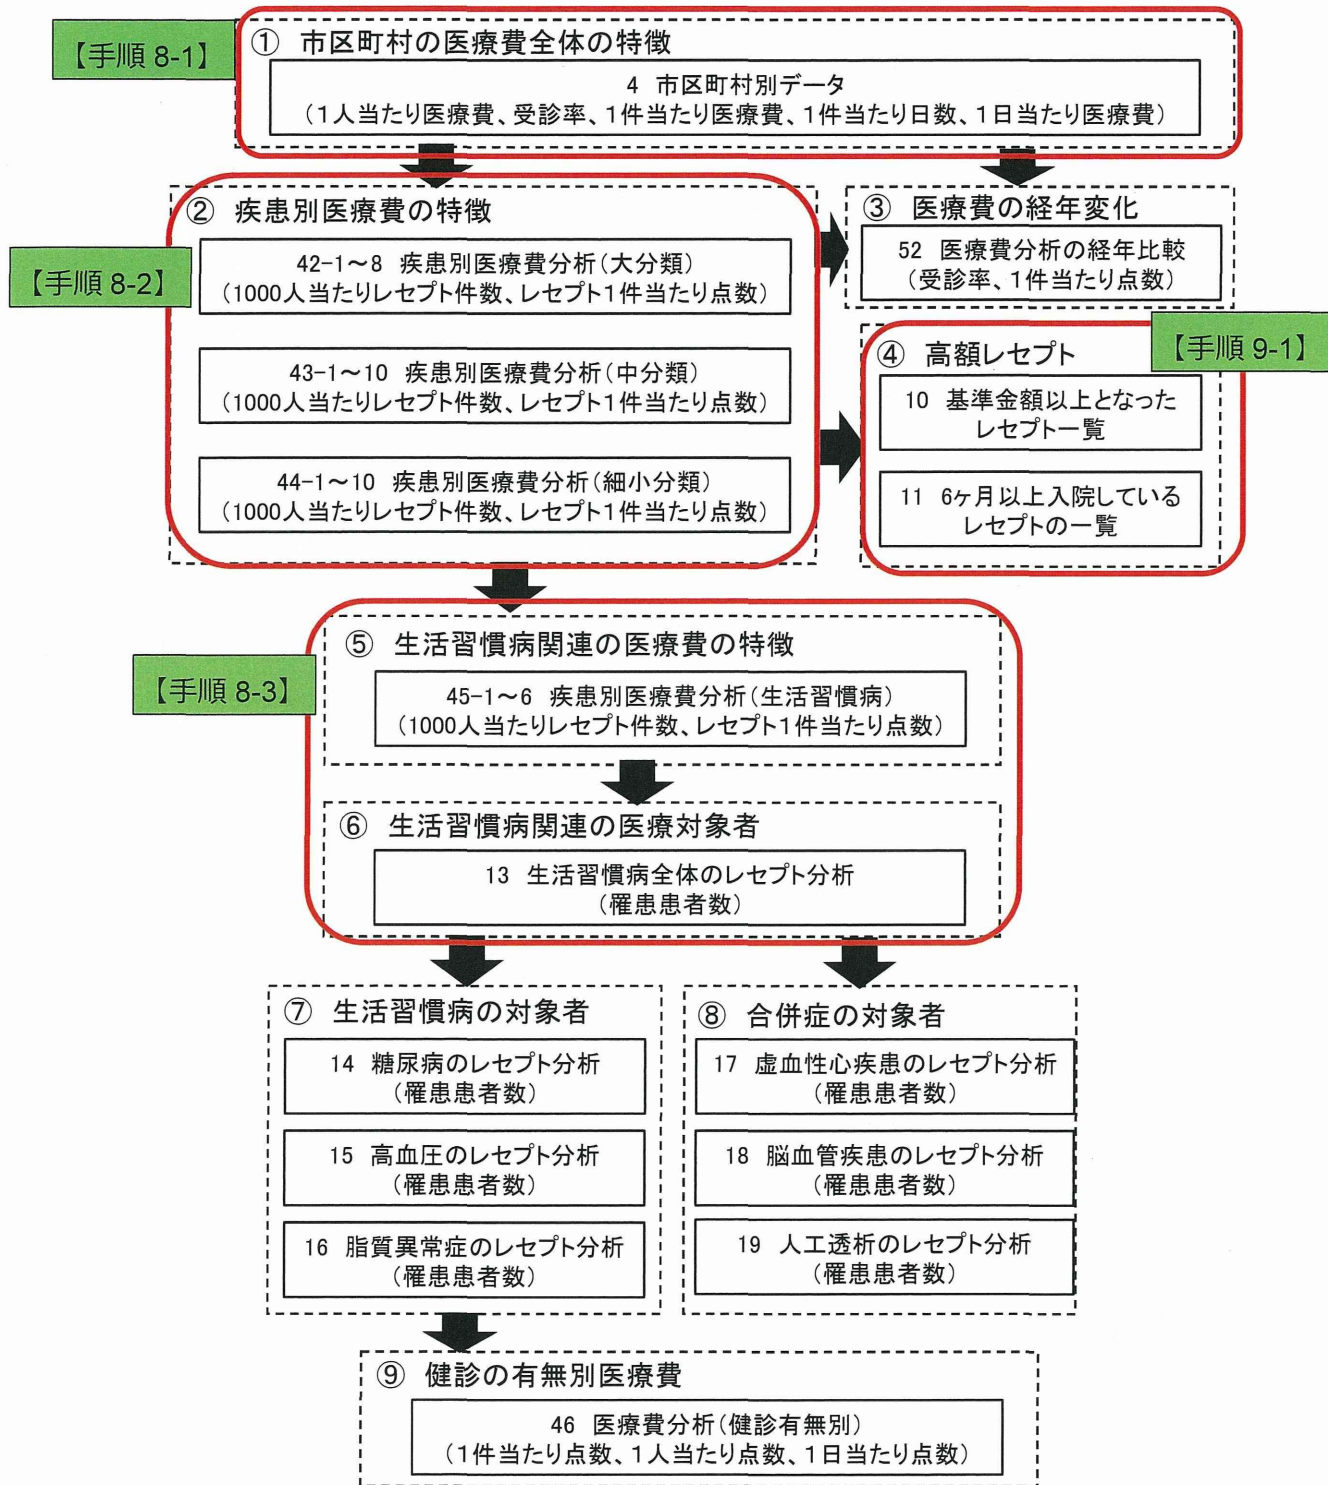 【手順 8-1】
① 市区町村の医療費全体の特徴
4 市区町村別データ
(1人当たり医療費、受診率、1件当たり医療費、1件当たり日数、1日当たり医療費)
【手順 8-2】
② 疾患別医療費の特徴
42-1～8 疾患別医療費分析(大分類)
(1000人当たりレセプト件数、レセプト1件当たり点数)
43-1～10 疾患別医療費分析(中分類)
(1000人当たりレセプト件数、レセプト1件当たり点数)
44-1～10 疾患別医療費分析(細小分類)
(1000人当たりレセプト件数、レセプト1件当たり点数)
③ 医療費の経年変化
52 医療費分析の経年比較
(受診率、1件当たり点数)
【手順 9-1】
④ 高額レセプト
10 基準金額以上となった
レセプト一覧
11 6ヶ月以上入院している
レセプトの一覧
【手順 8-3】
⑤ 生活習慣病関連の医療費の特徴
45-1～6 疾患別医療費分析(生活習慣病)
(1000人当たりレセプト件数、レセプト1件当たり点数)
⑥ 生活習慣病関連の医療対象者
13 生活習慣病全体のレセプト分析
(罹患患者数)
⑦ 生活習慣病の対象者
14 糖尿病のレセプト分析
(罹患患者数)
15 高血圧のレセプト分析
(罹患患者数)
16 脂質異常症のレセプト分析
(罹患患者数)
⑧ 合併症の対象者
17 虚血性心疾患のレセプト分析
(罹患患者数)
18 脳血管疾患のレセプト分析
(罹患患者数)
19 人工透析のレセプト分析
(罹患患者数)
⑨ 健診の有無別医療費
46 医療費分析(健診有無別)
(1件当たり点数、1人当たり点数、1日当たり点数)